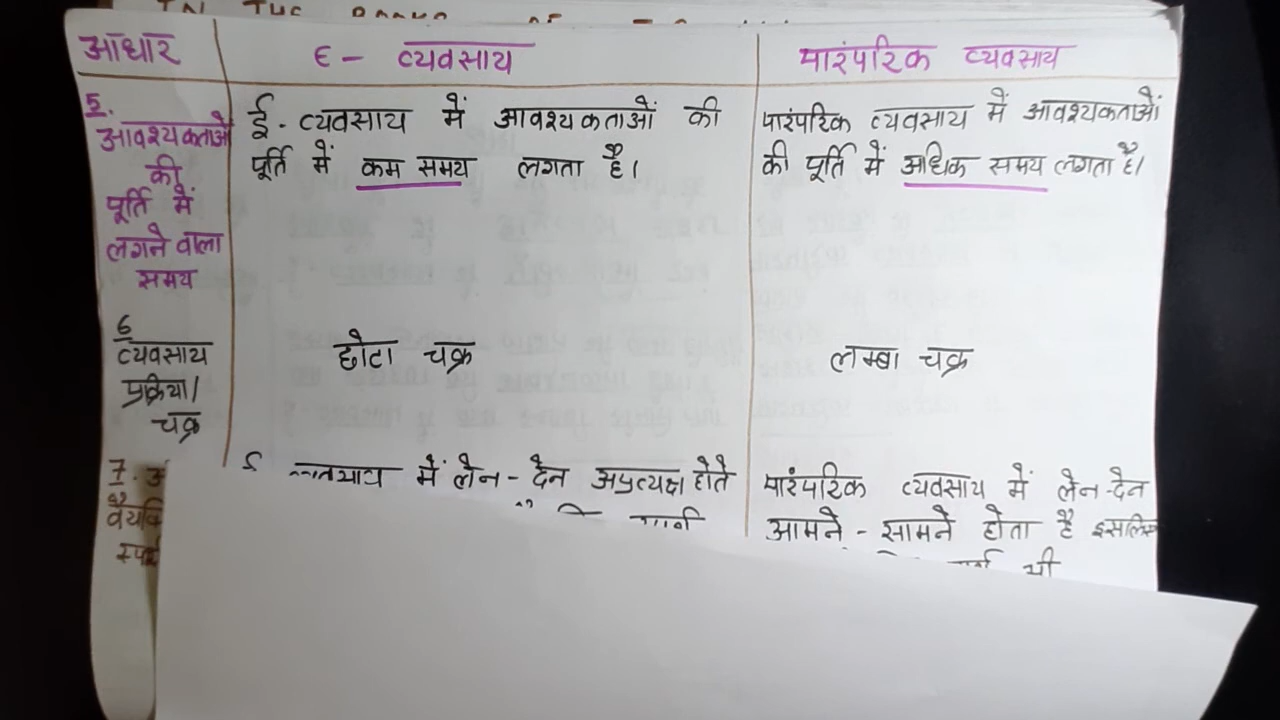 आधार
e - व्यवसाय
पारंपरिक व्यवसाय
5.
आवश्यकताओं
की
पूर्ति में
लगने वाला
समय
ई - व्यवसाय में आवश्यकताओं की
पूर्ति में कम समय लगता है।
पारंपरिक व्यवसाय में आवश्यकताओं
की पूर्ति में अधिक समय लगता है।
6
व्यवसाय
प्रक्रिया/
चक्र
छोटा चक्र
लम्बा चक्र
7.
में लेन - देन अप्रत्यक्ष होते
पारंपरिक व्यवसाय में लेन-देन
आमने - सामने होता है इसलिए
भी